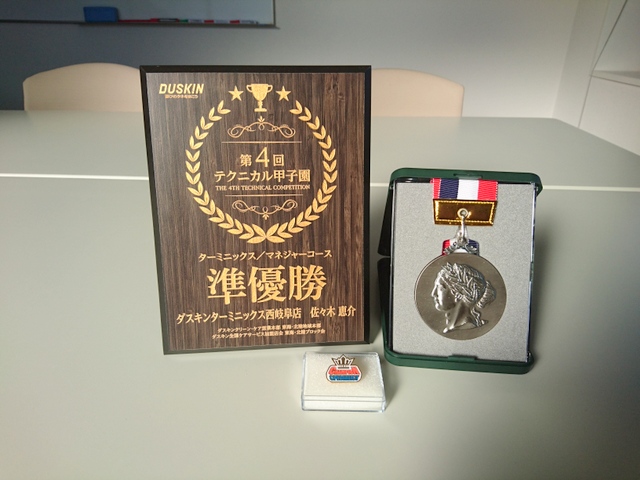 DUSKIN
第4回
テクニカル甲子園
THE 4TH TECHNICAL COMPETITION
ターミニックス/マネジャーコース
準優勝
ダスキンターミニックス西岐阜店 佐々木 恵介